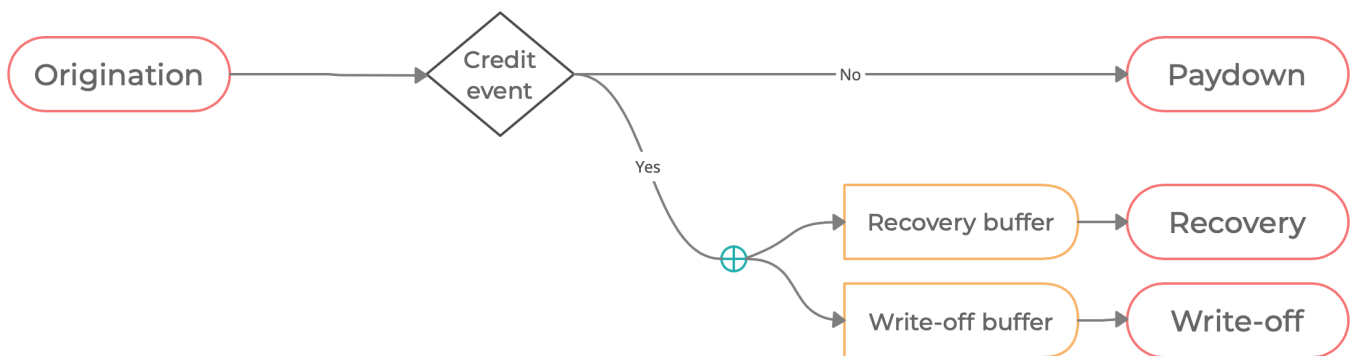 Origination
Credit
event
No
Paydown
Yes
Recovery buffer
Recovery
Write-off buffer
Write-off